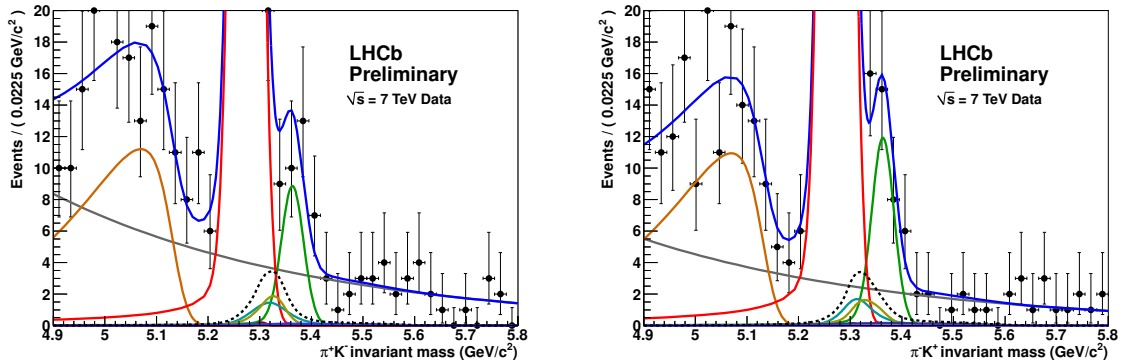 Events / ( 0.0225 GeV/c² )
20
18
16
14
12
10
8
6
4
2
0
LHCb
Preliminary
√s = 7 TeV Data
4.9 5 5.1 5.2 5.3 5.4 5.5 5.6 5.7 5.8
π⁺K⁻ invariant mass (GeV/c²)
Events / ( 0.0225 GeV/c² )
20
18
16
14
12
10
8
6
4
2
0
LHCb
Preliminary
√s = 7 TeV Data
4.9 5 5.1 5.2 5.3 5.4 5.5 5.6 5.7 5.8
π⁻K⁺ invariant mass (GeV/c²)